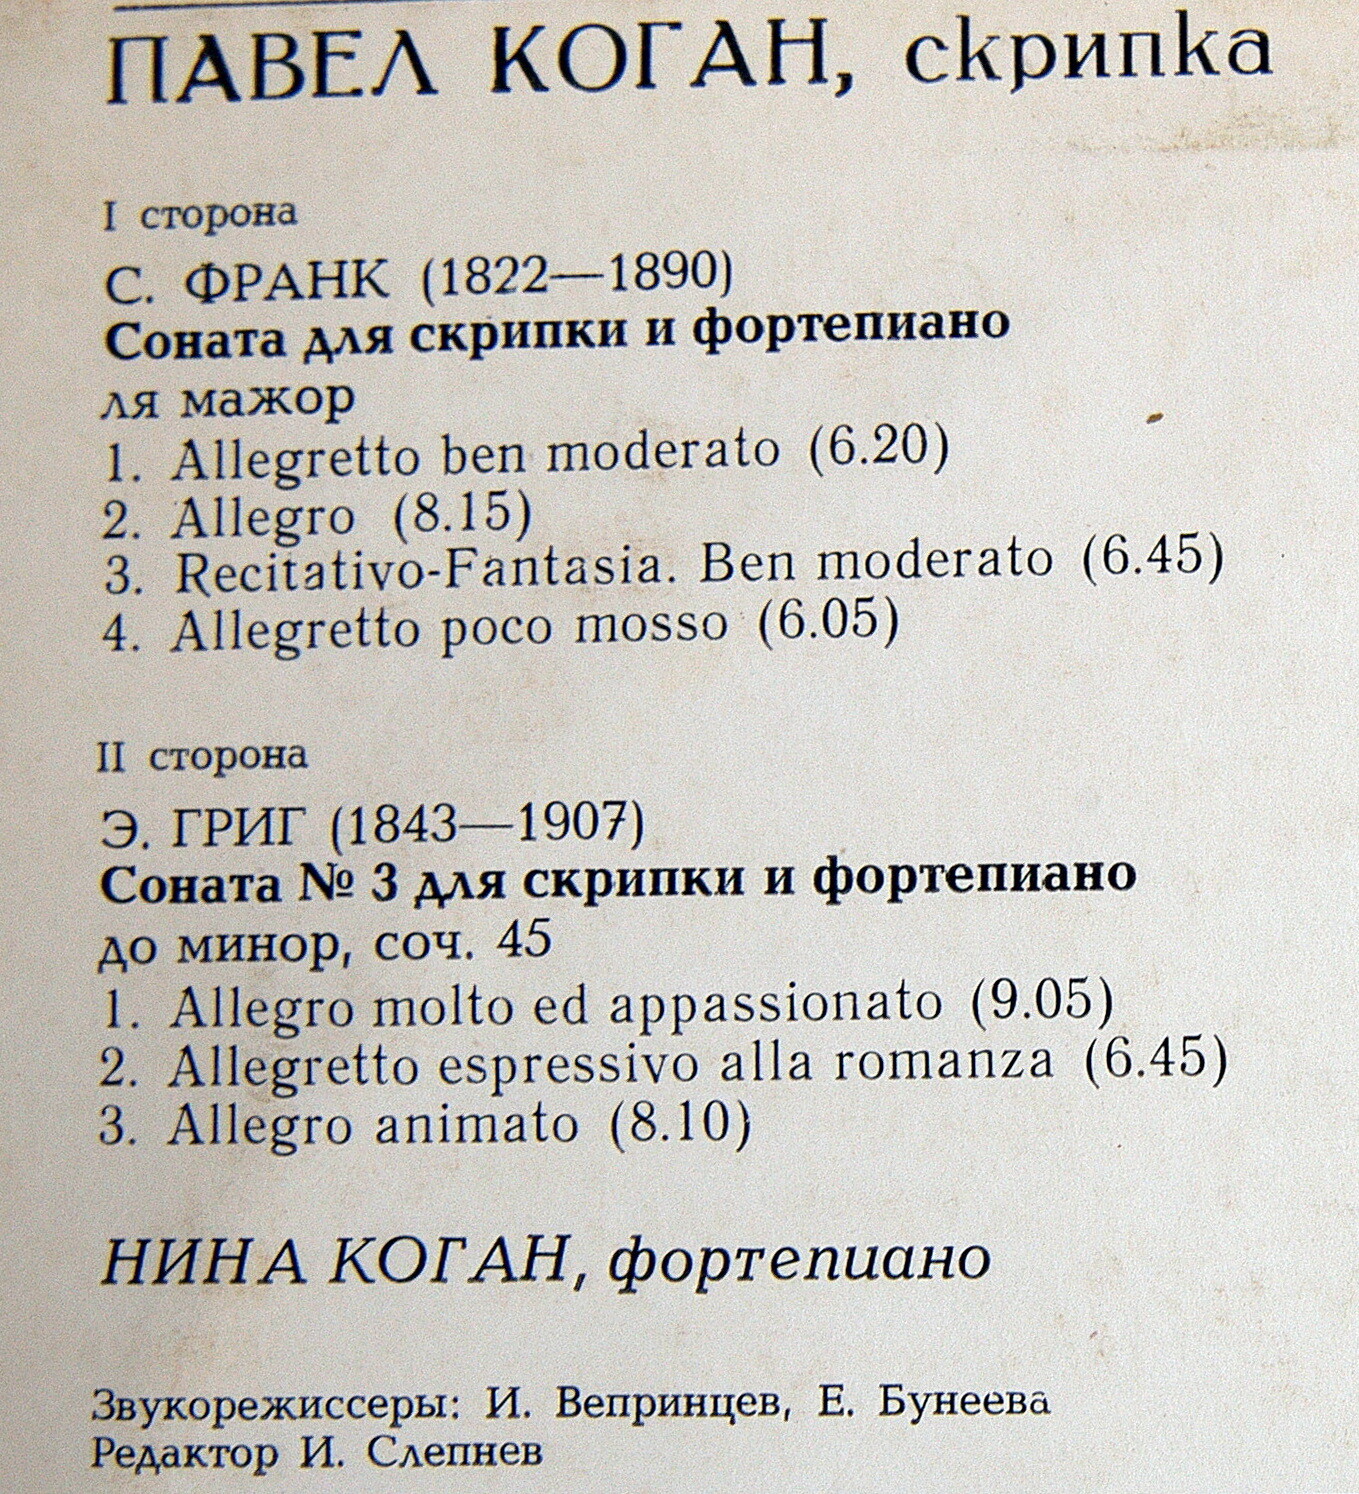 ПАВЕЛ КОГАН, скрипка
I сторона
С. ФРАНК (1822—1890)
Соната для скрипки и фортепиано
ля мажор
1. Allegretto ben moderato (6.20)
2. Allegro (8.15)
3. Recitativo-Fantasia. Ben moderato (6.45)
4. Allegretto poco mosso (6.05)
II сторона
Э. ГРИГ (1843—1907)
Соната № 3 для скрипки и фортепиано
до минор, соч. 45
1. Allegro molto ed appassionato (9.05)
2. Allegretto espressivo alla romanza (6.45)
3. Allegro animato (8.10)
НИНА КОГАН, фортепиано
Звукорежиссеры: И. Вепринцев, Е. Бунеева
Редактор И. Слепнев